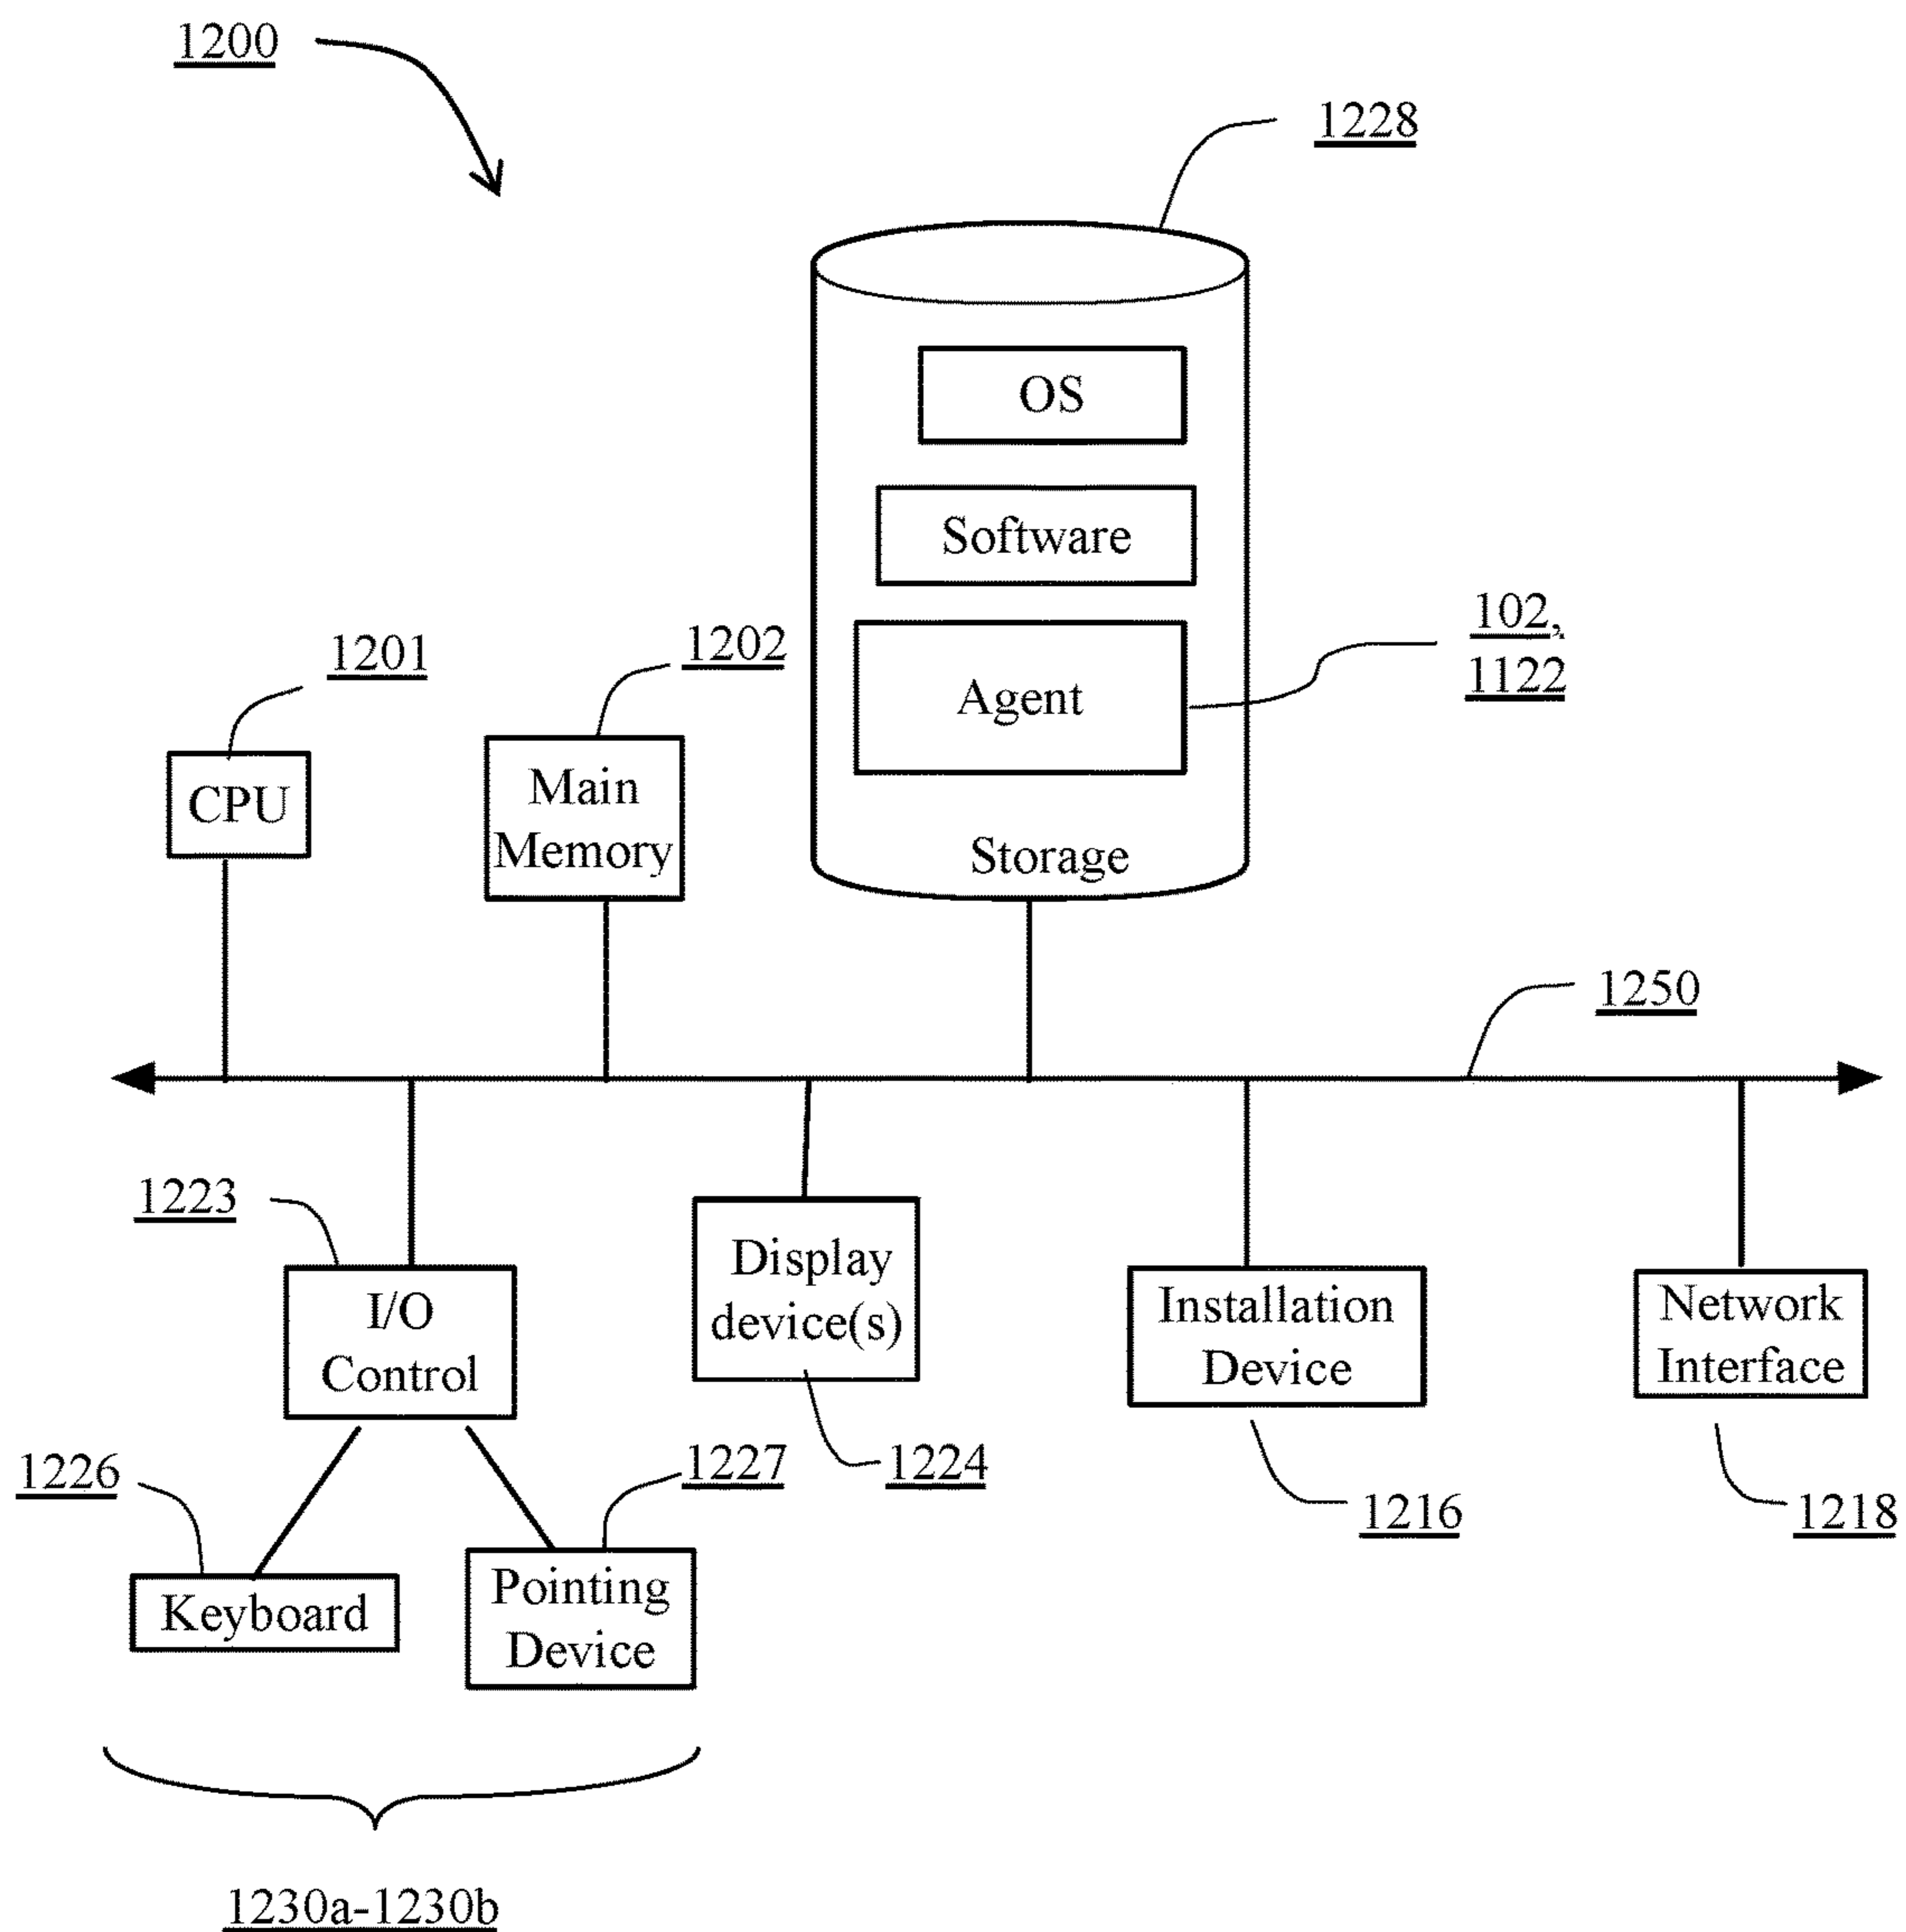 1200
1228
OS
Software
102,
1122
Agent
1201
1202
CPU
Main
Memory
Storage
1250
1223
I/O
Control
Display
device(s)
Installation
Device
Network
Interface
1226
1227
1224
1216
1218
Keyboard
Pointing
Device
1230a-1230b